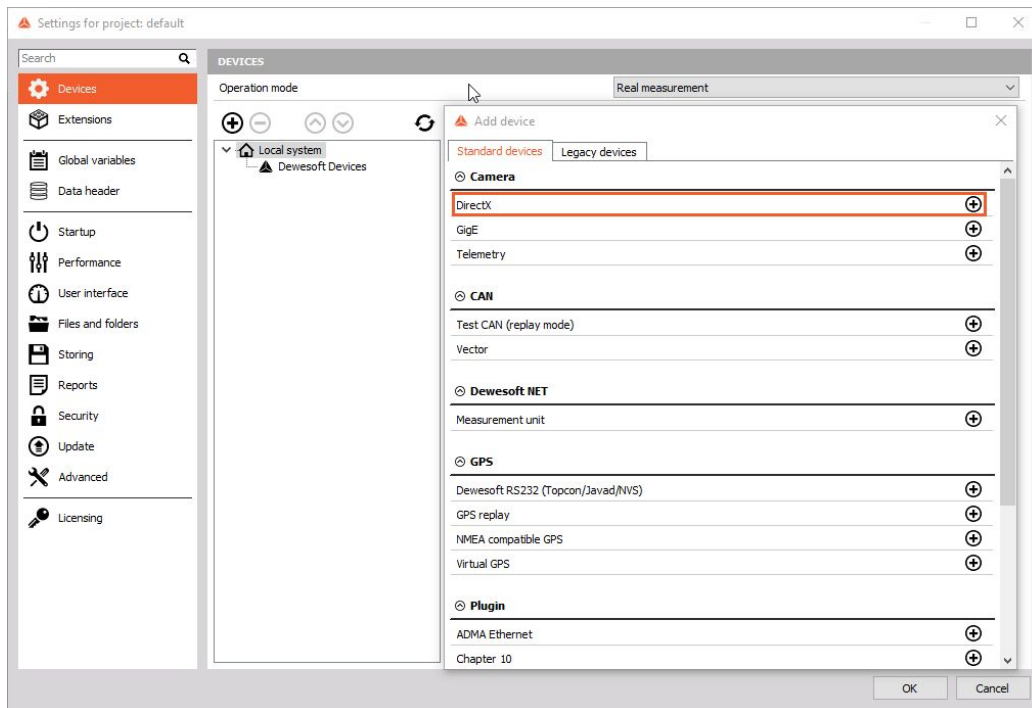 Settings for project: default
Search
Devices
Extensions
Global variables
Data header
Startup
Performance
User interface
Files and folders
Storing
Reports
Security
Update
Advanced
Licensing
DEVICES
Operation mode
Real measurement
Local system
Dewesoft Devices
Add device
Standard devices
Legacy devices
Camera
DirectX
GigE
Telemetry
CAN
Test CAN (replay mode)
Vector
Dewesoft NET
Measurement unit
GPS
Dewesoft RS232 (Topcon/Javad/NVS)
GPS replay
NMEA compatible GPS
Virtual GPS
Plugin
ADMA Ethernet
Chapter 10
OK
Cancel